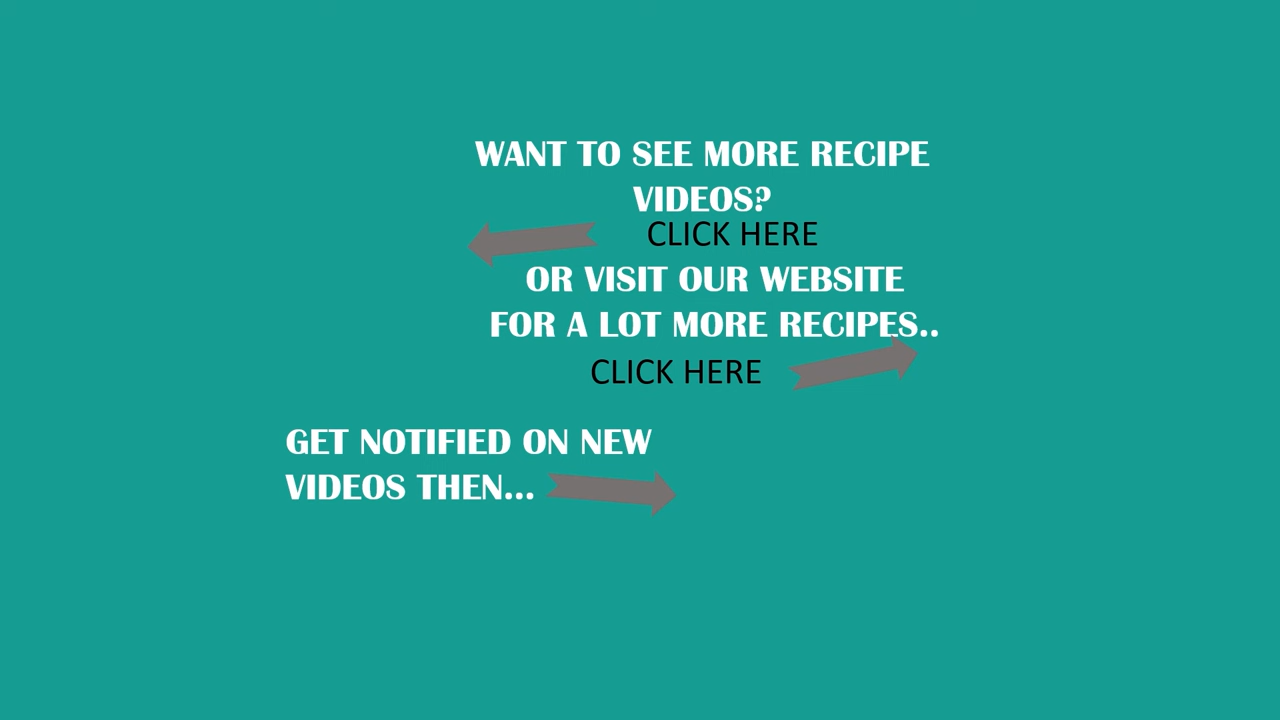 WANT TO SEE MORE RECIPE
VIDEOS?
CLICK HERE
OR VISIT OUR WEBSITE
FOR A LOT MORE RECIPES..
CLICK HERE
GET NOTIFIED ON NEW
VIDEOS THEN...